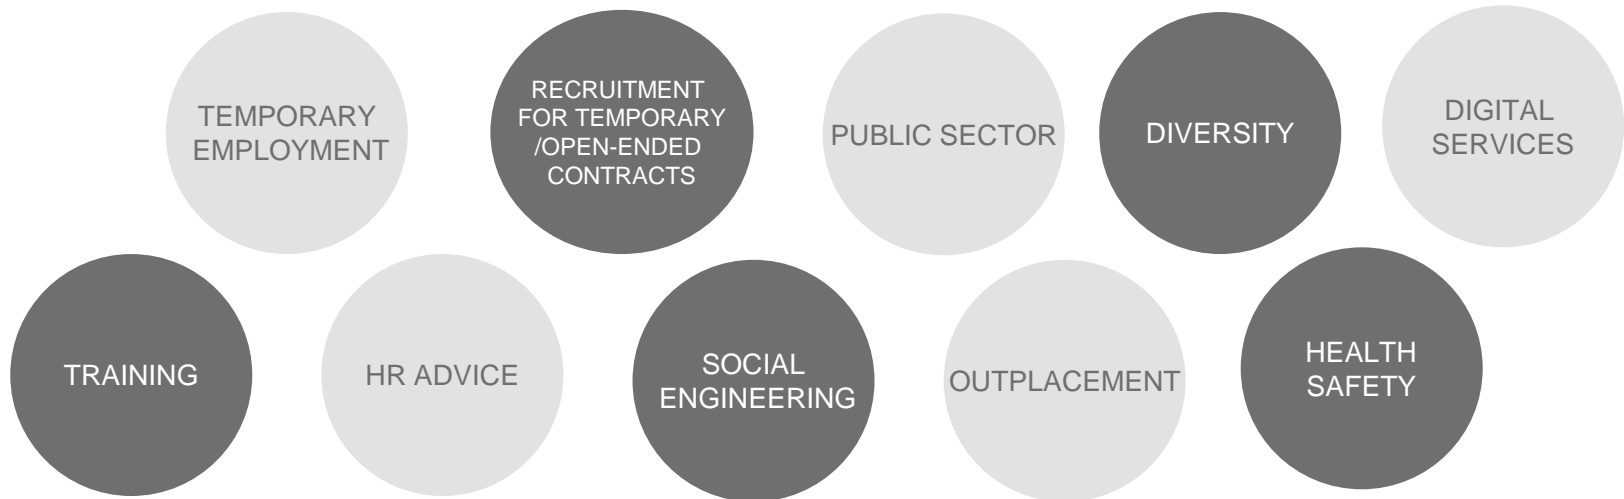 TEMPORARY
EMPLOYMENT
RECRUITMENT
FOR TEMPORARY
/OPEN-ENDED
CONTRACTS
PUBLIC SECTOR
DIVERSITY
DIGITAL
SERVICES
TRAINING
HR ADVICE
SOCIAL
ENGINEERING
OUTPLACEMENT
HEALTH
SAFETY